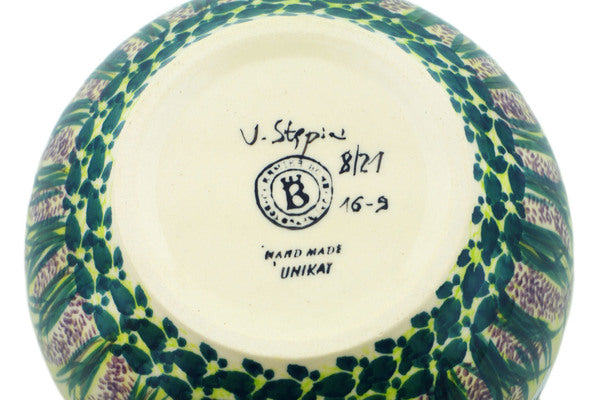 U. Stępień
8/21
B
16-9
HAND MADE
UNIKAT